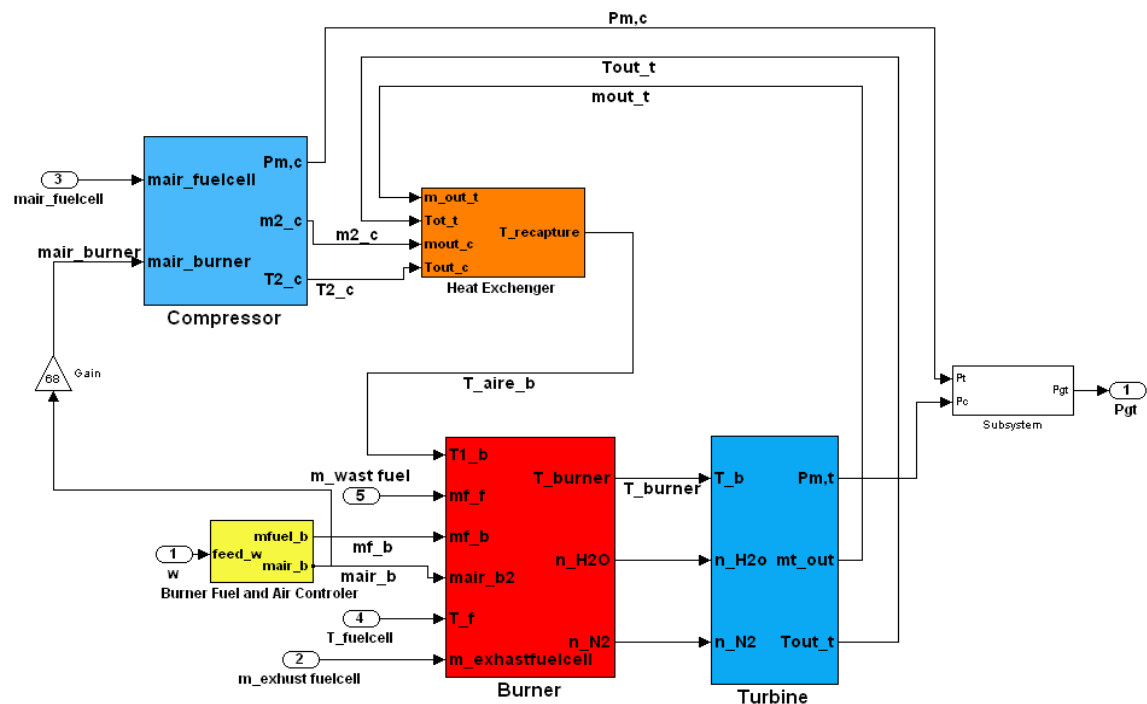 Pm,c
Tout_t
mout_t
3
mair_fuelcell
mair_fuelcell
Pm,c
m2_c
mair_burner
T2_c
Compressor
mair_burner
m2_c
T2_c
m_out_t
Tot_t
mout_c
Tout_c
T_recapture
Heat Exchenger
68
Gain
T_aire_b
Pt
Pc
Pgt
Subsystem
1
Pgt
m_wast fuel
5
1
w
feed_w
mfuel_b
mair_b
Burner Fuel and Air Controler
mf_b
mair_b
4
T_fuelcell
2
m_exhust fuelcell
T1_b
mf_f
mf_b
mair_b2
T_f
m_exhastfuelcell
T_burner
n_H2O
n_N2
Burner
T_burner
T_b
n_H2o
n_N2
Pm,t
mt_out
Tout_t
Turbine